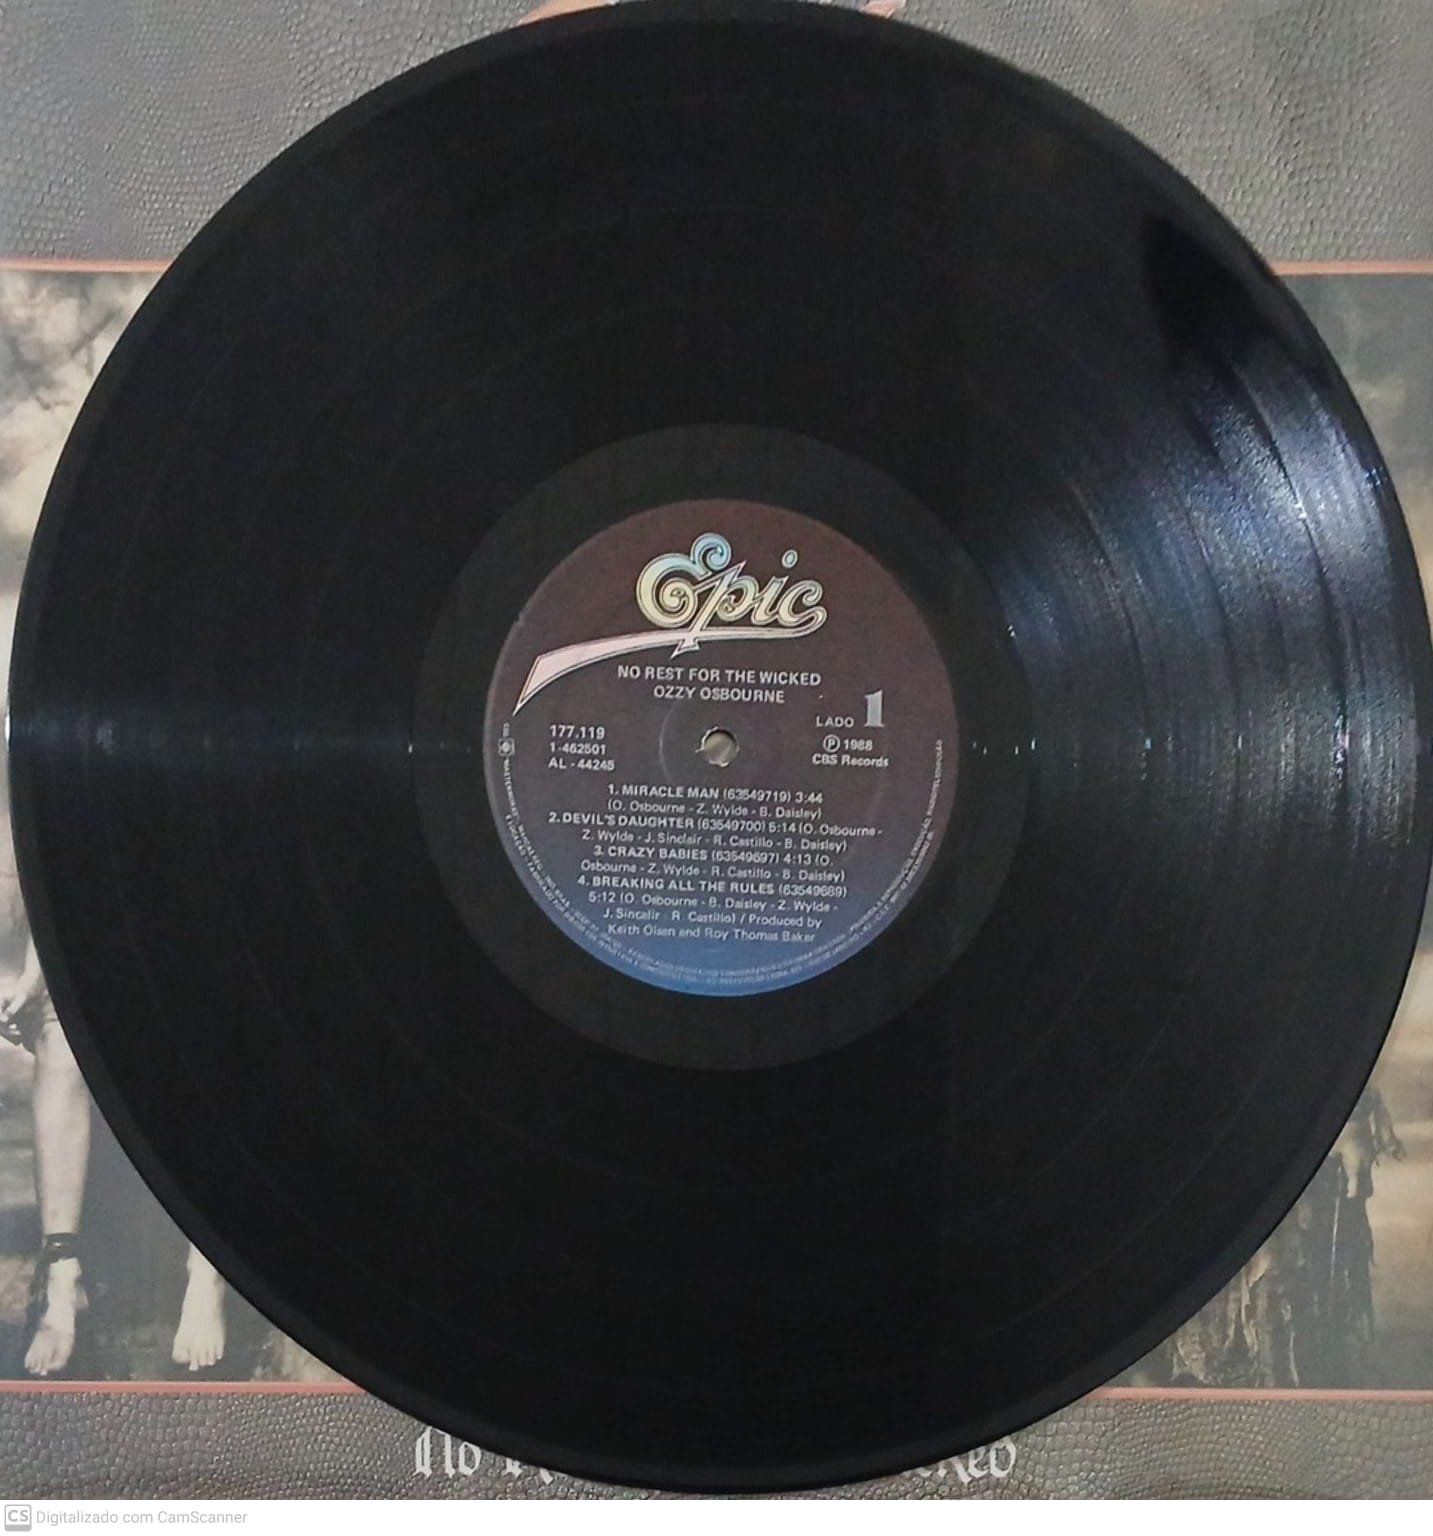 Epic
NO REST FOR THE WICKED
OZZY OSBOURNE
LADO 1
177.119
1-462501
AL - 44245
℗ 1988
CBS Records
1. MIRACLE MAN (63549719) 3:44
(O. Osbourne - Z. Wylde - B. Daisley)
2. DEVIL'S DAUGHTER (63549700) 5:14 (O. Osbourne -
Z. Wylde - J. Sinclair - R. Castillo - B. Daisley)
3. CRAZY BABIES (63549697) 4:13 (O.
Osbourne - Z. Wylde - R. Castillo - B. Daisley)
4. BREAKING ALL THE RULES (63549689)
5:12 (O. Osbourne - B. Daisley - Z. Wylde -
J. Sincalir - R. Castillo) / Produced by
Keith Olsen and Roy Thomas Baker
No
CS Digitalizado com CamScanner